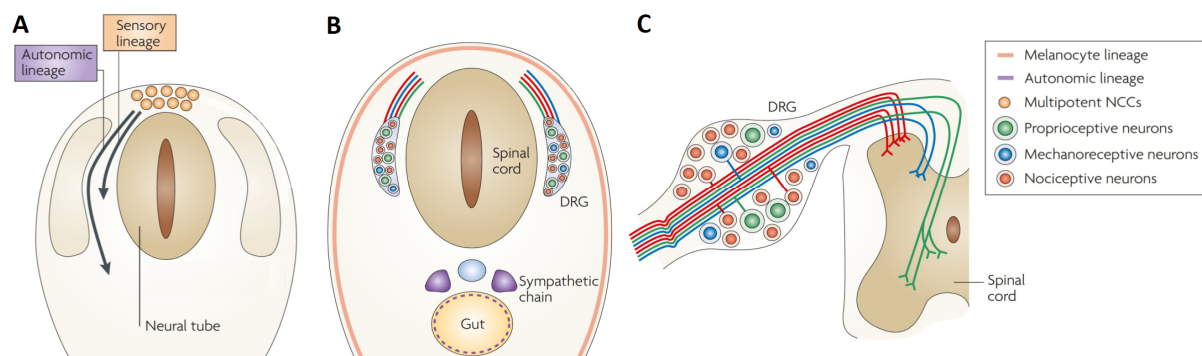 A
Sensory
lineage
Autonomic
lineage
Neural tube
B
Spinal
cord
DRG
Sympathetic
chain
Gut
C
DRG
Spinal
cord
Melanocyte lineage
Autonomic lineage
Multipotent NCCs
Proprioceptive neurons
Mechanoreceptive neurons
Nociceptive neurons